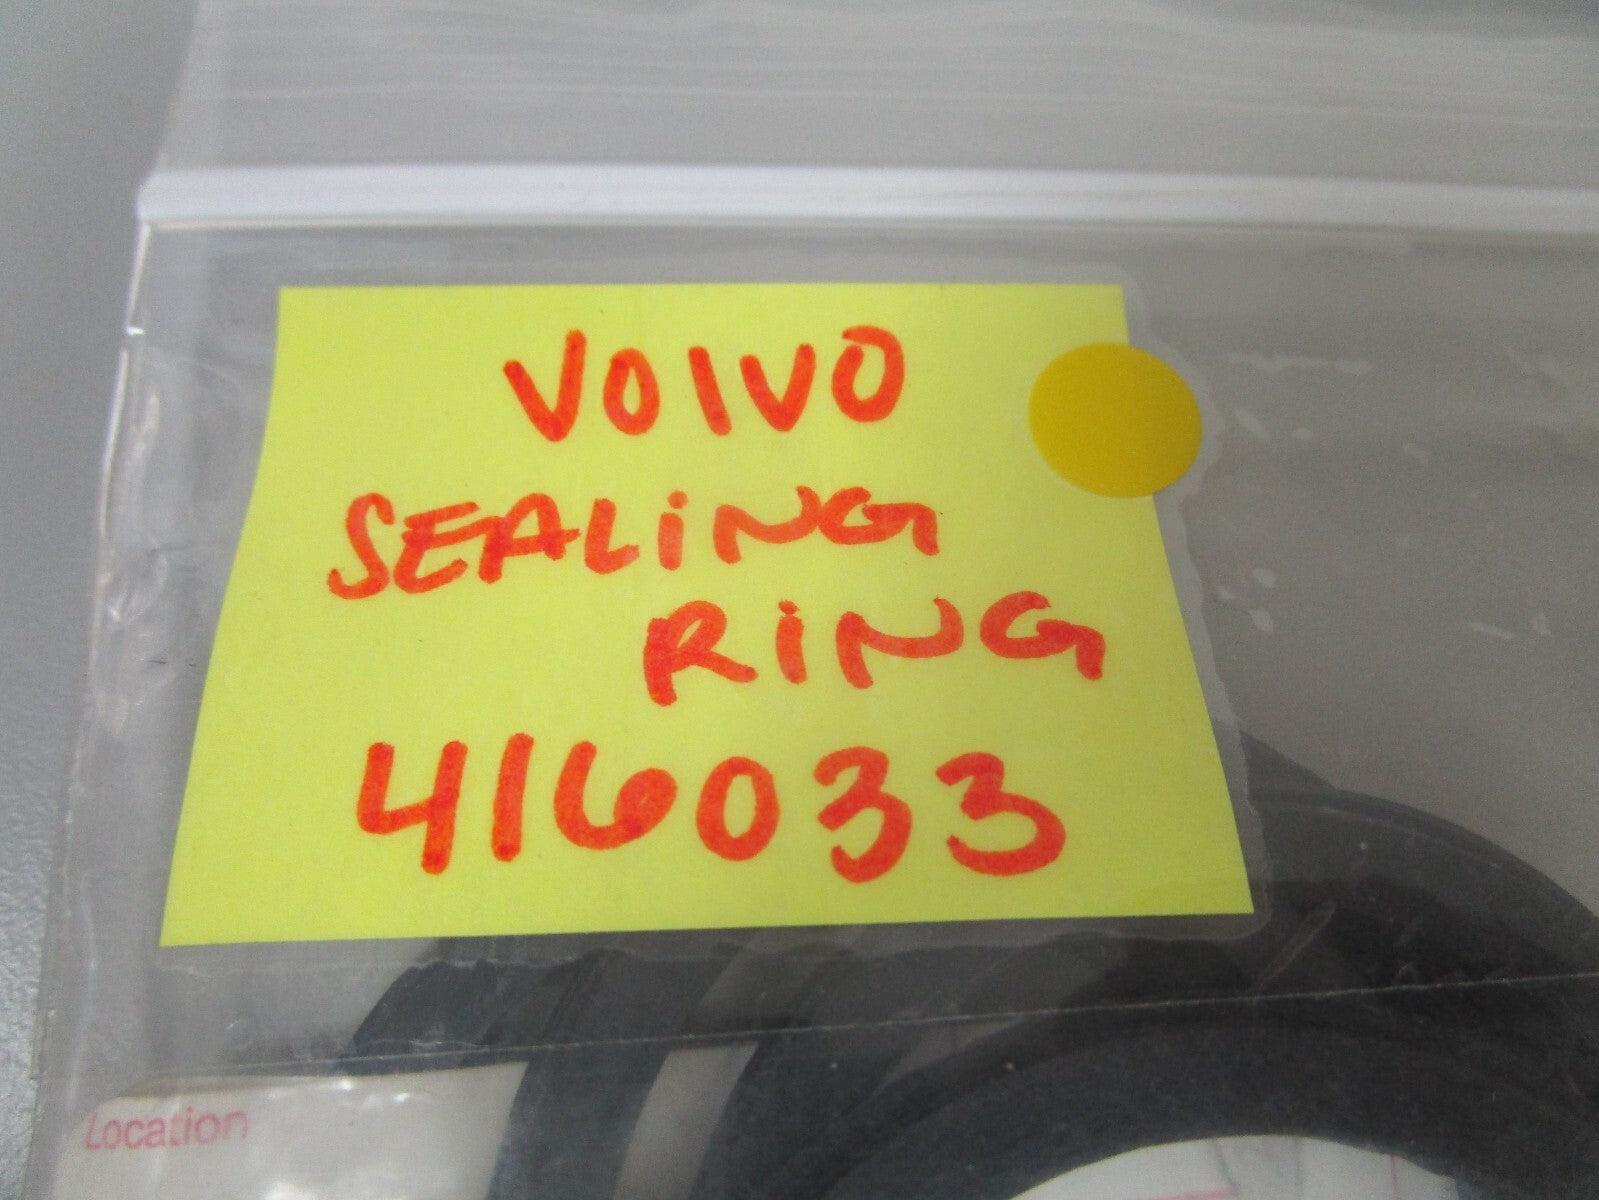 VOLVO
SEALiNG
RiNG
416033
Location